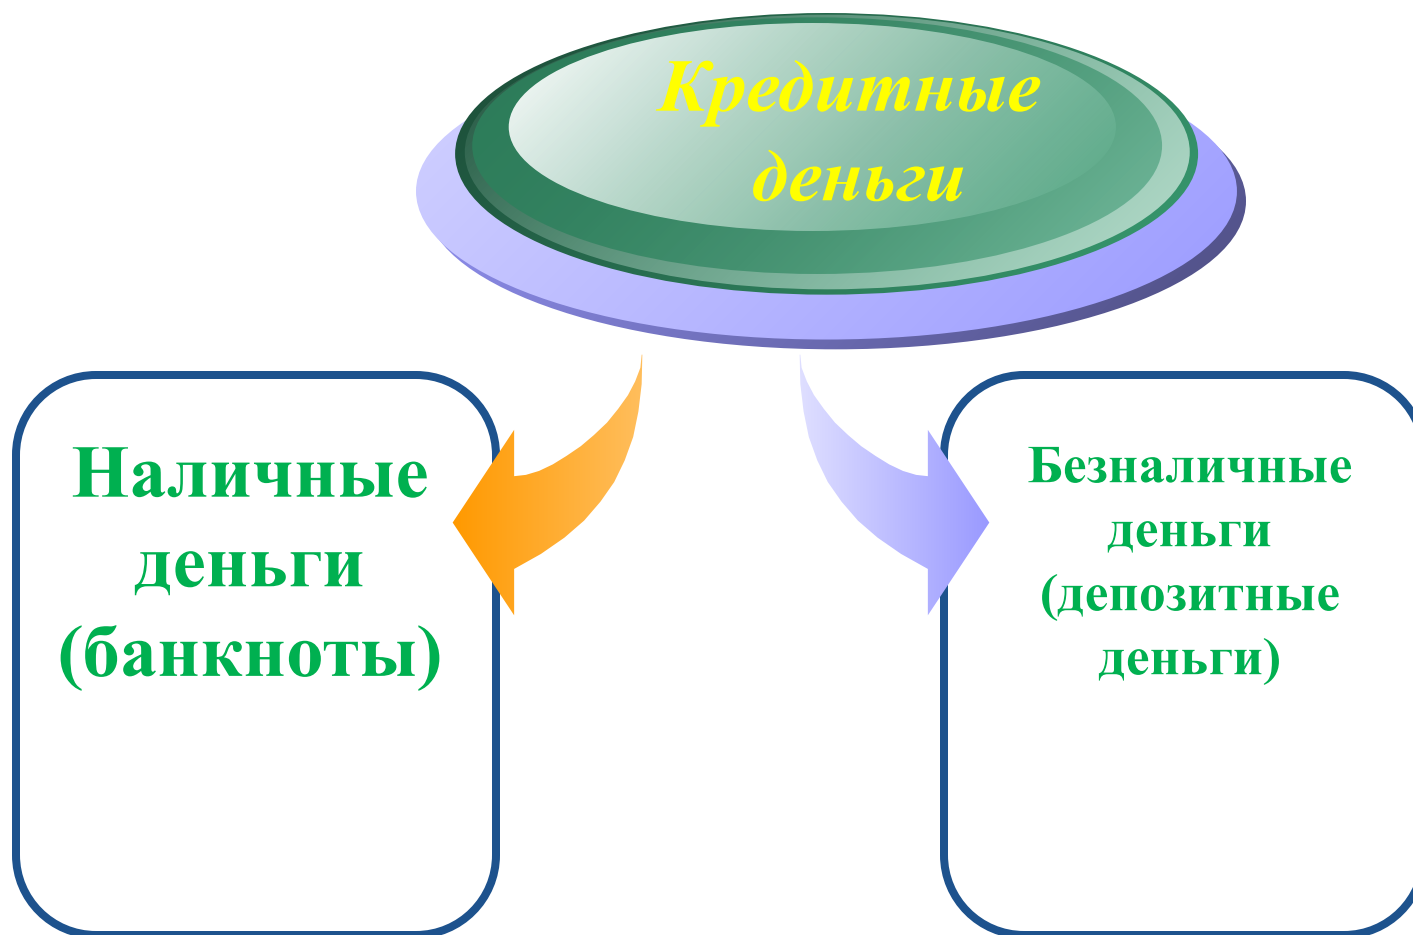 Кредитные
деньги
Наличные
деньги
(банкноты)
Безналичные
деньги
(депозитные
деньги)